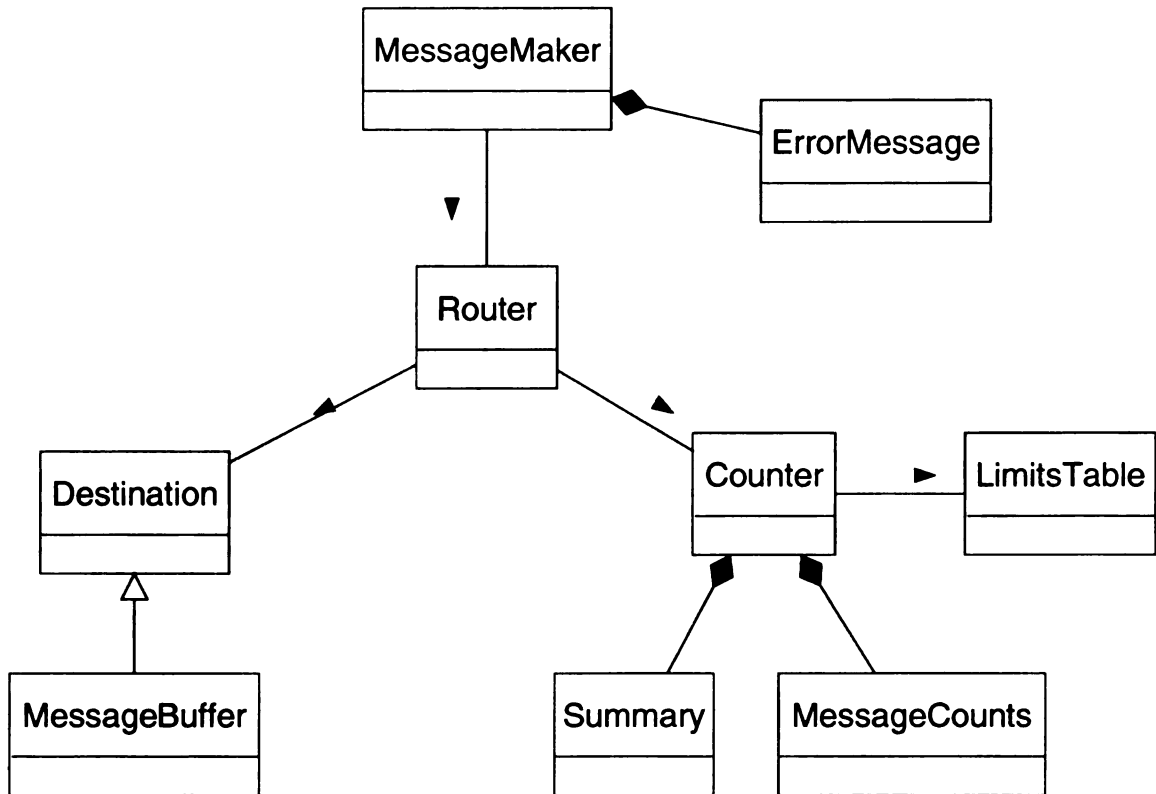 MessageMaker
ErrorMessage
Router
Destination
Counter
LimitsTable
MessageBuffer
Summary
MessageCounts